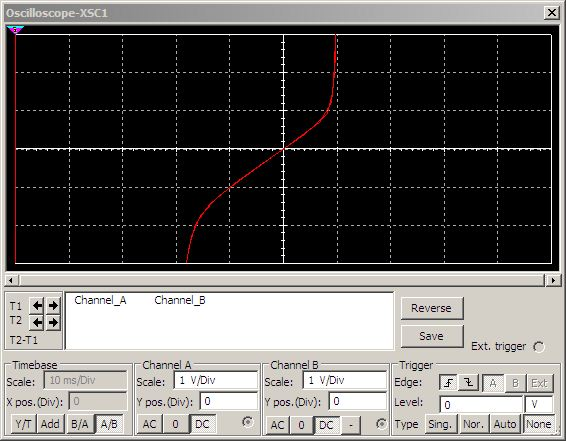 Oscilloscope-XSC1
T1
T2
T2-T1
Channel_A Channel_B
Reverse
Save
Ext. trigger
Timebase
Scale: 10 ms/Div
X pos.(Div): 0
Y/T Add B/A A/B
Channel A
Scale: 1 V/Div
Y pos.(Div): 0
AC 0 DC
Channel B
Scale: 1 V/Div
Y pos.(Div): 0
AC 0 DC -
Trigger
Edge: A B Ext
Level: 0 V
Type Sing. Nor. Auto None